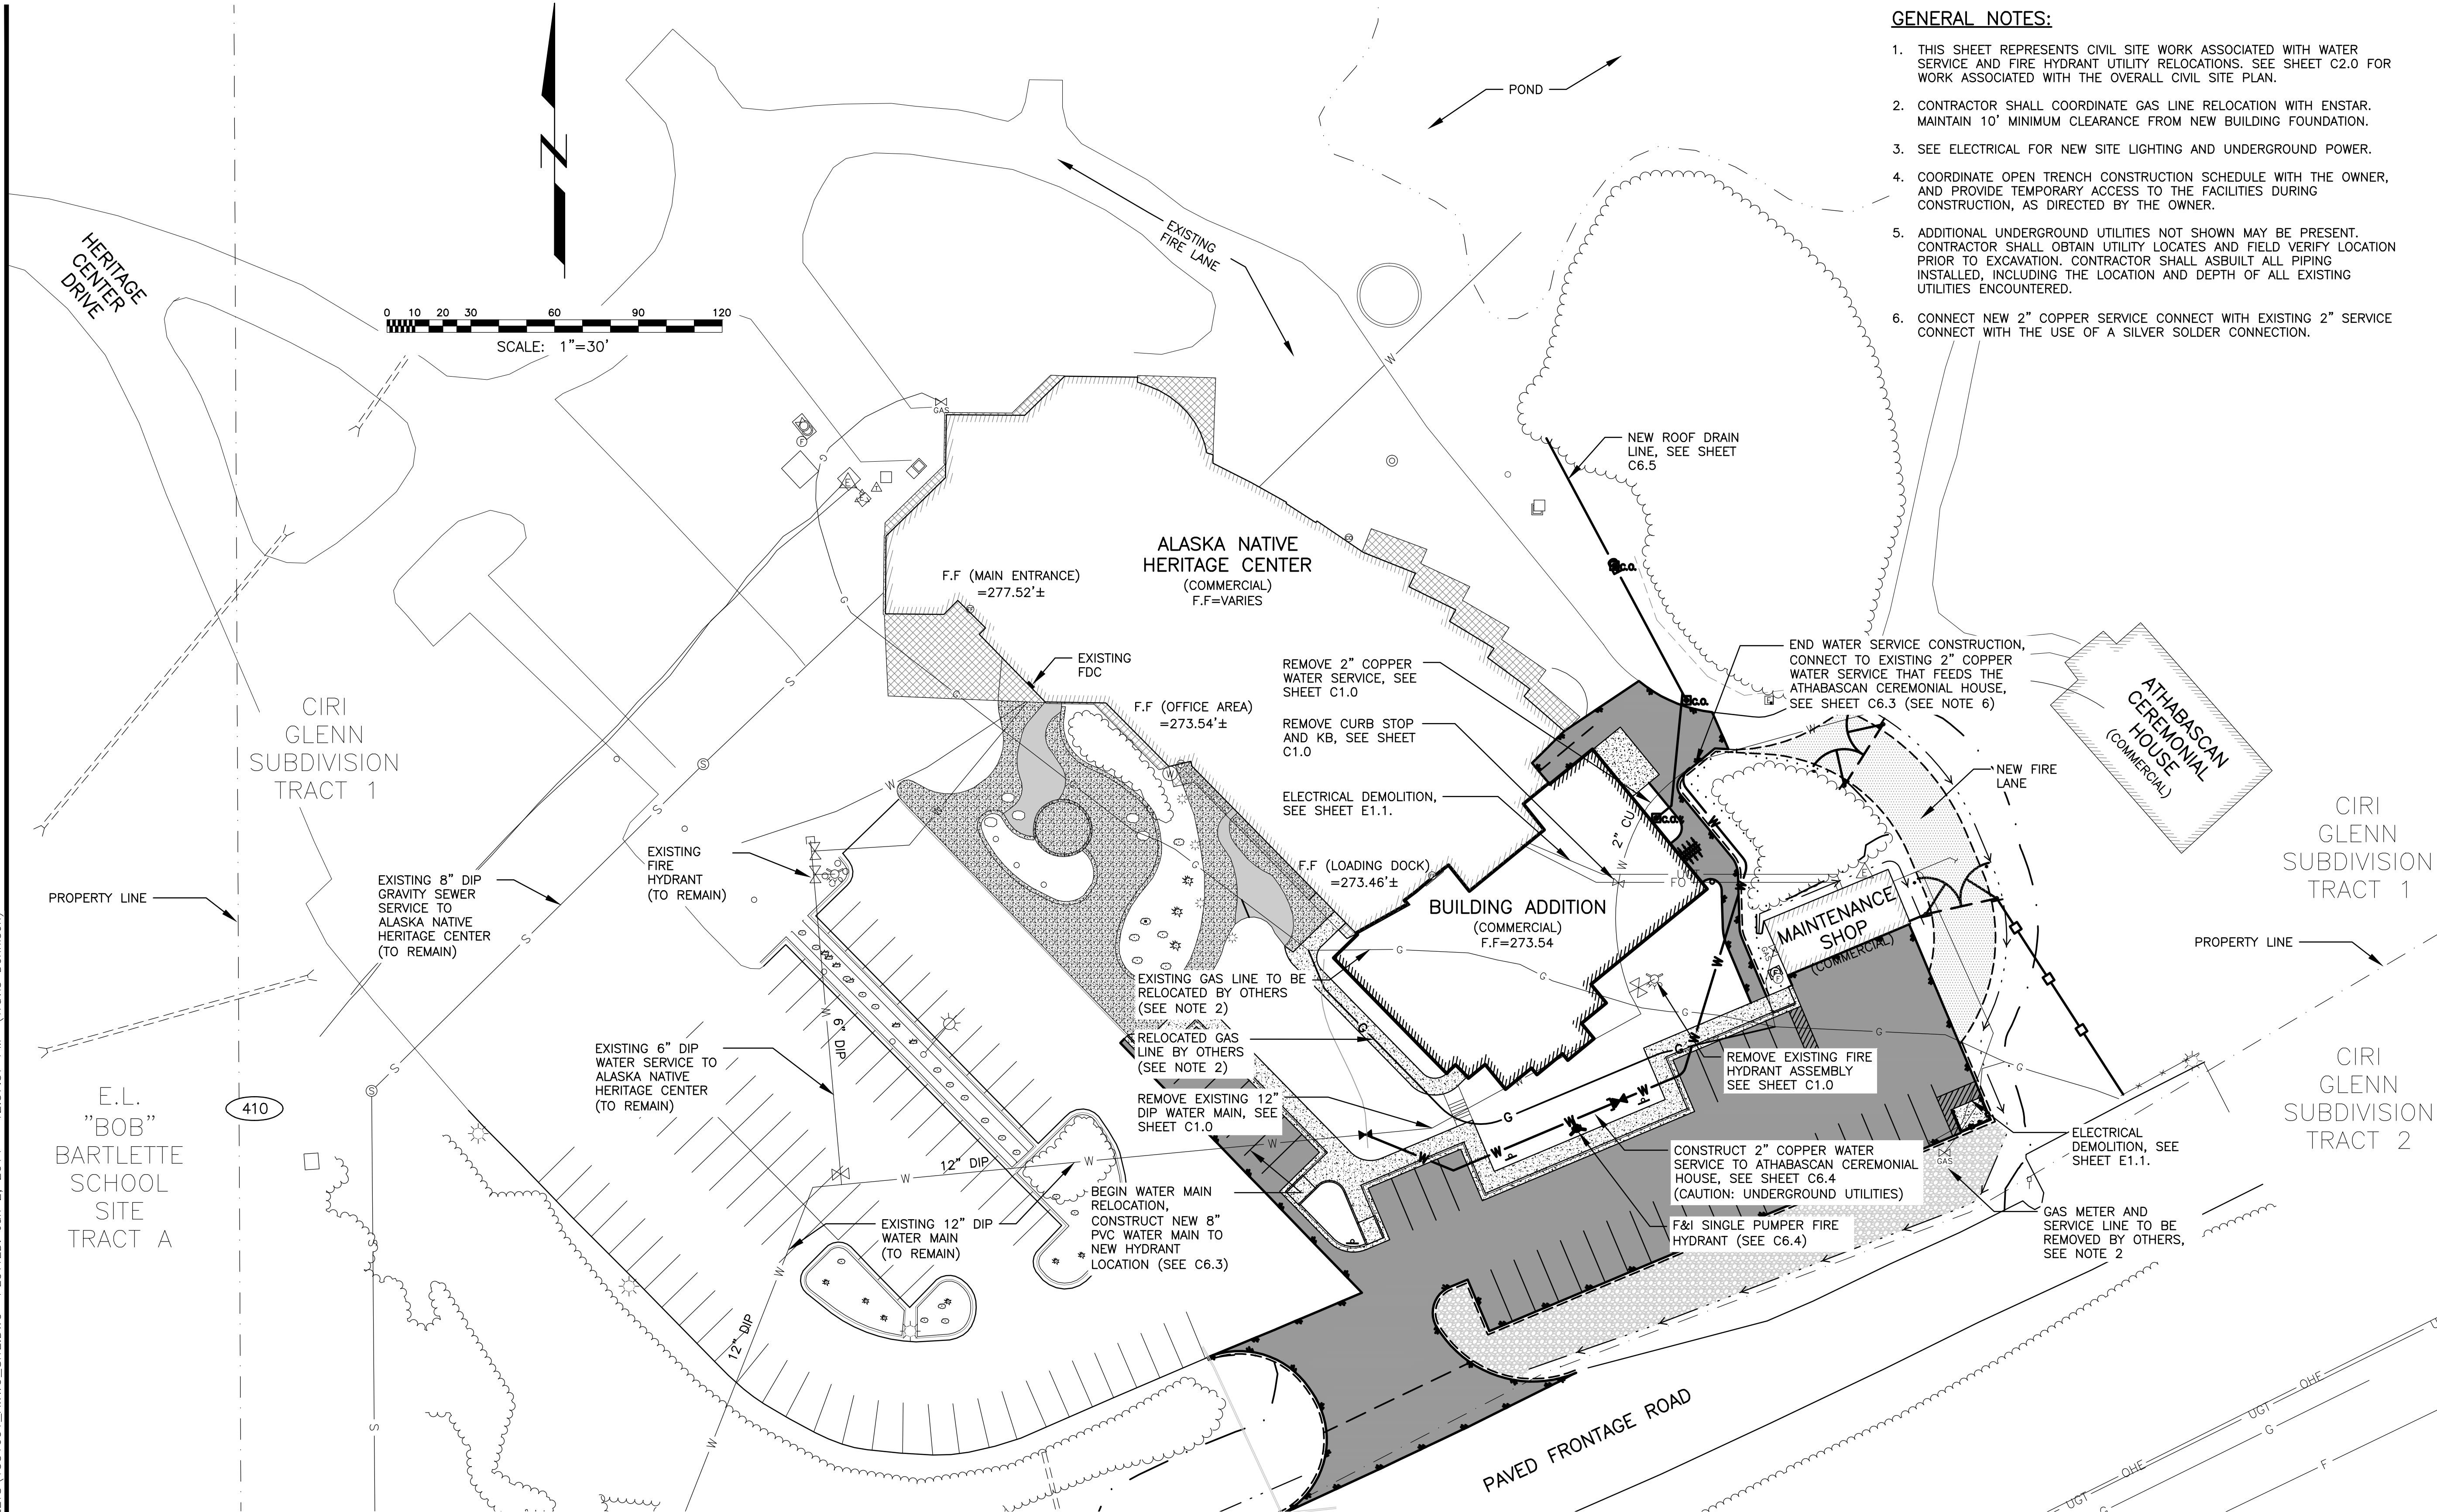 GENERAL NOTES:
1. THIS SHEET REPRESENTS CIVIL SITE WORK ASSOCIATED WITH WATER
SERVICE AND FIRE HYDRANT UTILITY RELOCATIONS. SEE SHEET C2.0 FOR
WORK ASSOCIATED WITH THE OVERALL CIVIL SITE PLAN.
2. CONTRACTOR SHALL COORDINATE GAS LINE RELOCATION WITH ENSTAR.
MAINTAIN 10' MINIMUM CLEARANCE FROM NEW BUILDING FOUNDATION.
3. SEE ELECTRICAL FOR NEW SITE LIGHTING AND UNDERGROUND POWER.
4. COORDINATE OPEN TRENCH CONSTRUCTION SCHEDULE WITH THE OWNER,
AND PROVIDE TEMPORARY ACCESS TO THE FACILITIES DURING
CONSTRUCTION, AS DIRECTED BY THE OWNER.
5. ADDITIONAL UNDERGROUND UTILITIES NOT SHOWN MAY BE PRESENT.
CONTRACTOR SHALL OBTAIN UTILITY LOCATES AND FIELD VERIFY LOCATION
PRIOR TO EXCAVATION. CONTRACTOR SHALL ASBUILT ALL PIPING
INSTALLED, INCLUDING THE LOCATION AND DEPTH OF ALL EXISTING
UTILITIES ENCOUNTERED.
6. CONNECT NEW 2" COPPER SERVICE CONNECT WITH EXISTING 2" SERVICE
CONNECT WITH THE USE OF A SILVER SOLDER CONNECTION.
POND
N
EXISTING
FIRE LANE
HERITAGE
CENTER
DRIVE
0 10 20 30 60 90 120
SCALE: 1"=30'
GAS
NEW ROOF DRAIN
LINE, SEE SHEET
C6.5
ALASKA NATIVE
HERITAGE CENTER
(COMMERCIAL)
F.F=VARIES
F.F (MAIN ENTRANCE)
=277.52'±
EXISTING
FDC
F.F (OFFICE AREA)
=273.54'±
REMOVE 2" COPPER
WATER SERVICE, SEE
SHEET C1.0
REMOVE CURB STOP
AND KB, SEE SHEET
C1.0
ELECTRICAL DEMOLITION,
SEE SHEET E1.1.
END WATER SERVICE CONSTRUCTION,
CONNECT TO EXISTING 2" COPPER
WATER SERVICE THAT FEEDS THE
ATHABASCAN CEREMONIAL HOUSE,
SEE SHEET C6.3 (SEE NOTE 6)
ATHABASCAN
CEREMONIAL
HOUSE
(COMMERCIAL)
NEW FIRE
LANE
CIRI
GLENN
SUBDIVISION
TRACT 1
CIRI
GLENN
SUBDIVISION
TRACT 1
2" CU
FO
F.F (LOADING DOCK)
=273.46'±
BUILDING ADDITION
(COMMERCIAL)
F.F=273.54
MAINTENANCE
SHOP
(COMMERCIAL)
PROPERTY LINE
PROPERTY LINE
EXISTING 8" DIP
GRAVITY SEWER
SERVICE TO
ALASKA NATIVE
HERITAGE CENTER
(TO REMAIN)
EXISTING
FIRE
HYDRANT
(TO REMAIN)
EXISTING 6" DIP
WATER SERVICE TO
ALASKA NATIVE
HERITAGE CENTER
(TO REMAIN)
6" DIP
EXISTING GAS LINE TO BE
RELOCATED BY OTHERS
(SEE NOTE 2)
RELOCATED GAS
LINE BY OTHERS
(SEE NOTE 2)
REMOVE EXISTING 12"
DIP WATER MAIN, SEE
SHEET C1.0
REMOVE EXISTING FIRE
HYDRANT ASSEMBLY
SEE SHEET C1.0
CONSTRUCT 2" COPPER WATER
SERVICE TO ATHABASCAN CEREMONIAL
HOUSE, SEE SHEET C6.4
(CAUTION: UNDERGROUND UTILITIES)
F&I SINGLE PUMPER FIRE
HYDRANT (SEE C6.4)
BEGIN WATER MAIN
RELOCATION,
CONSTRUCT NEW 8"
PVC WATER MAIN TO
NEW HYDRANT
LOCATION (SEE C6.3)
12" DIP
EXISTING 12" DIP
WATER MAIN
(TO REMAIN)
12" DIP
ELECTRICAL
DEMOLITION, SEE
SHEET E1.1.
GAS
GAS METER AND
SERVICE LINE TO BE
REMOVED BY OTHERS,
SEE NOTE 2
CIRI
GLENN
SUBDIVISION
TRACT 2
E.L.
"BOB"
BARTLETTE
SCHOOL
SITE
TRACT A
410
PAVED FRONTAGE ROAD
OHE
UGT
G
OHE
F
UGT